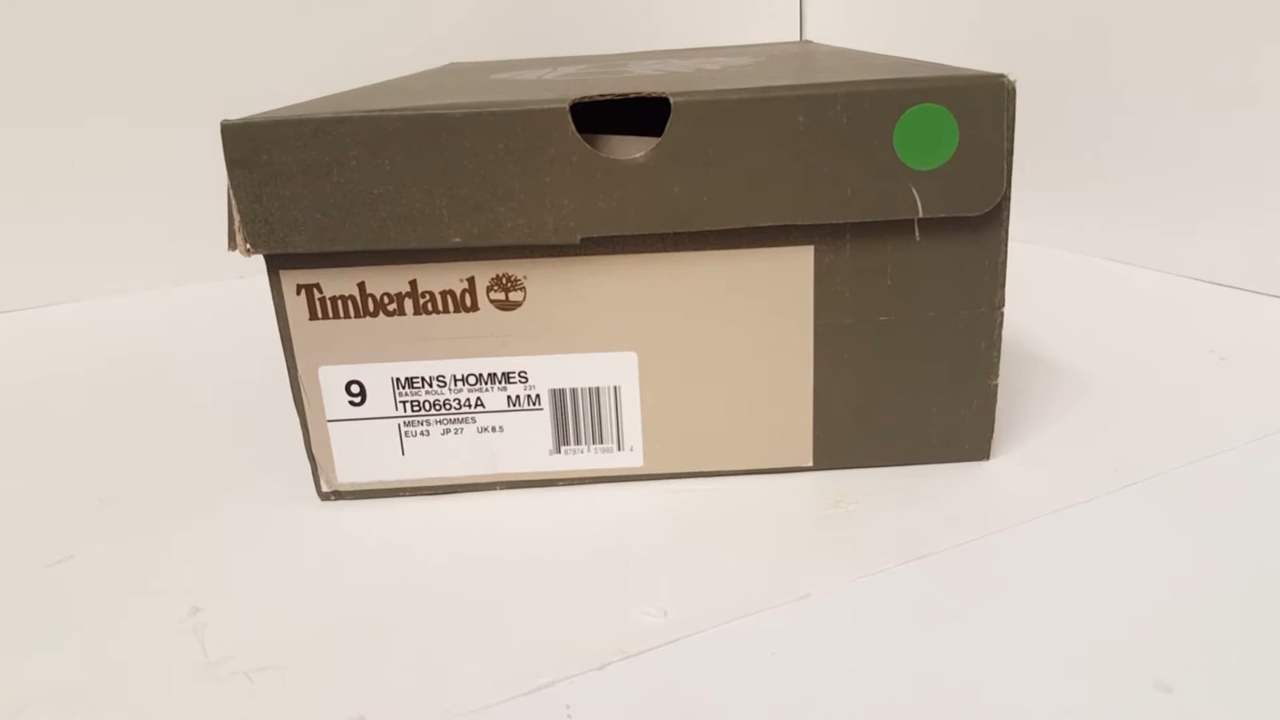 Timberland
9
MEN'S/HOMMES
BASIC ROLL TOP WHEAT NB 231
TB06634A M/M
MEN'S/HOMMES
EU 43 JP 27 UK 8.5